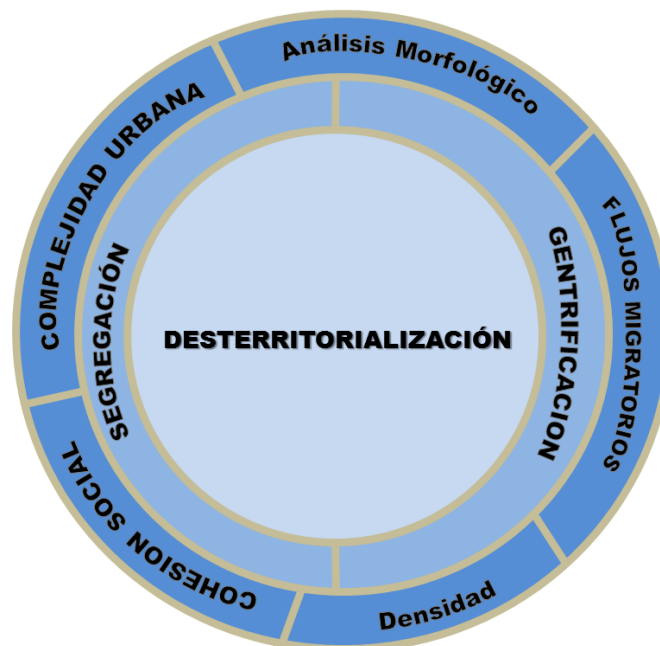 Análisis Morfológico
COMPLEJIDAD URBANA
FLUJOS MIGRATORIOS
SEGREGACIÓN
GENTRIFICACION
DESTERRITORIALIZACIÓN
COHESION SOCIAL
Densidad